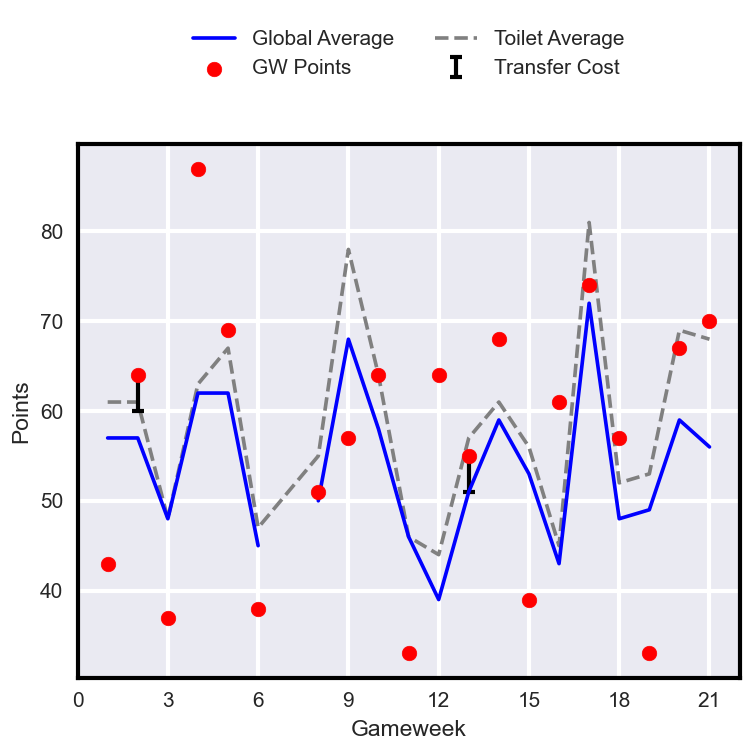 Global Average
GW Points
Toilet Average
Transfer Cost
80
70
60
50
40
Points
0 3 6 9 12 15 18 21
Gameweek